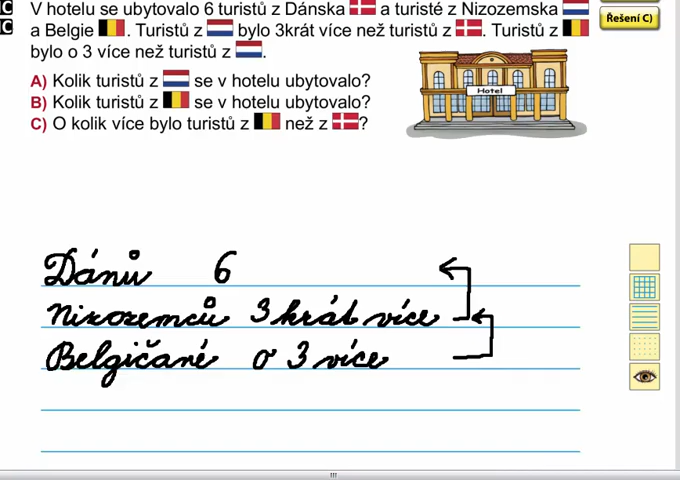 V hotelu se ubytovalo 6 turistů z Dánska a turisté z Nizozemska
a Belgie . Turistů z bylo 3krát více než turistů z . Turistů z
bylo o 3 více než turistů z .
Řešení C)
A) Kolik turistů z se v hotelu ubytovalo?
B) Kolik turistů z se v hotelu ubytovalo?
C) O kolik více bylo turistů z než z ?
Hotel
Dánů 6
Nizozemců 3 krát více
Belgičané o 3 více